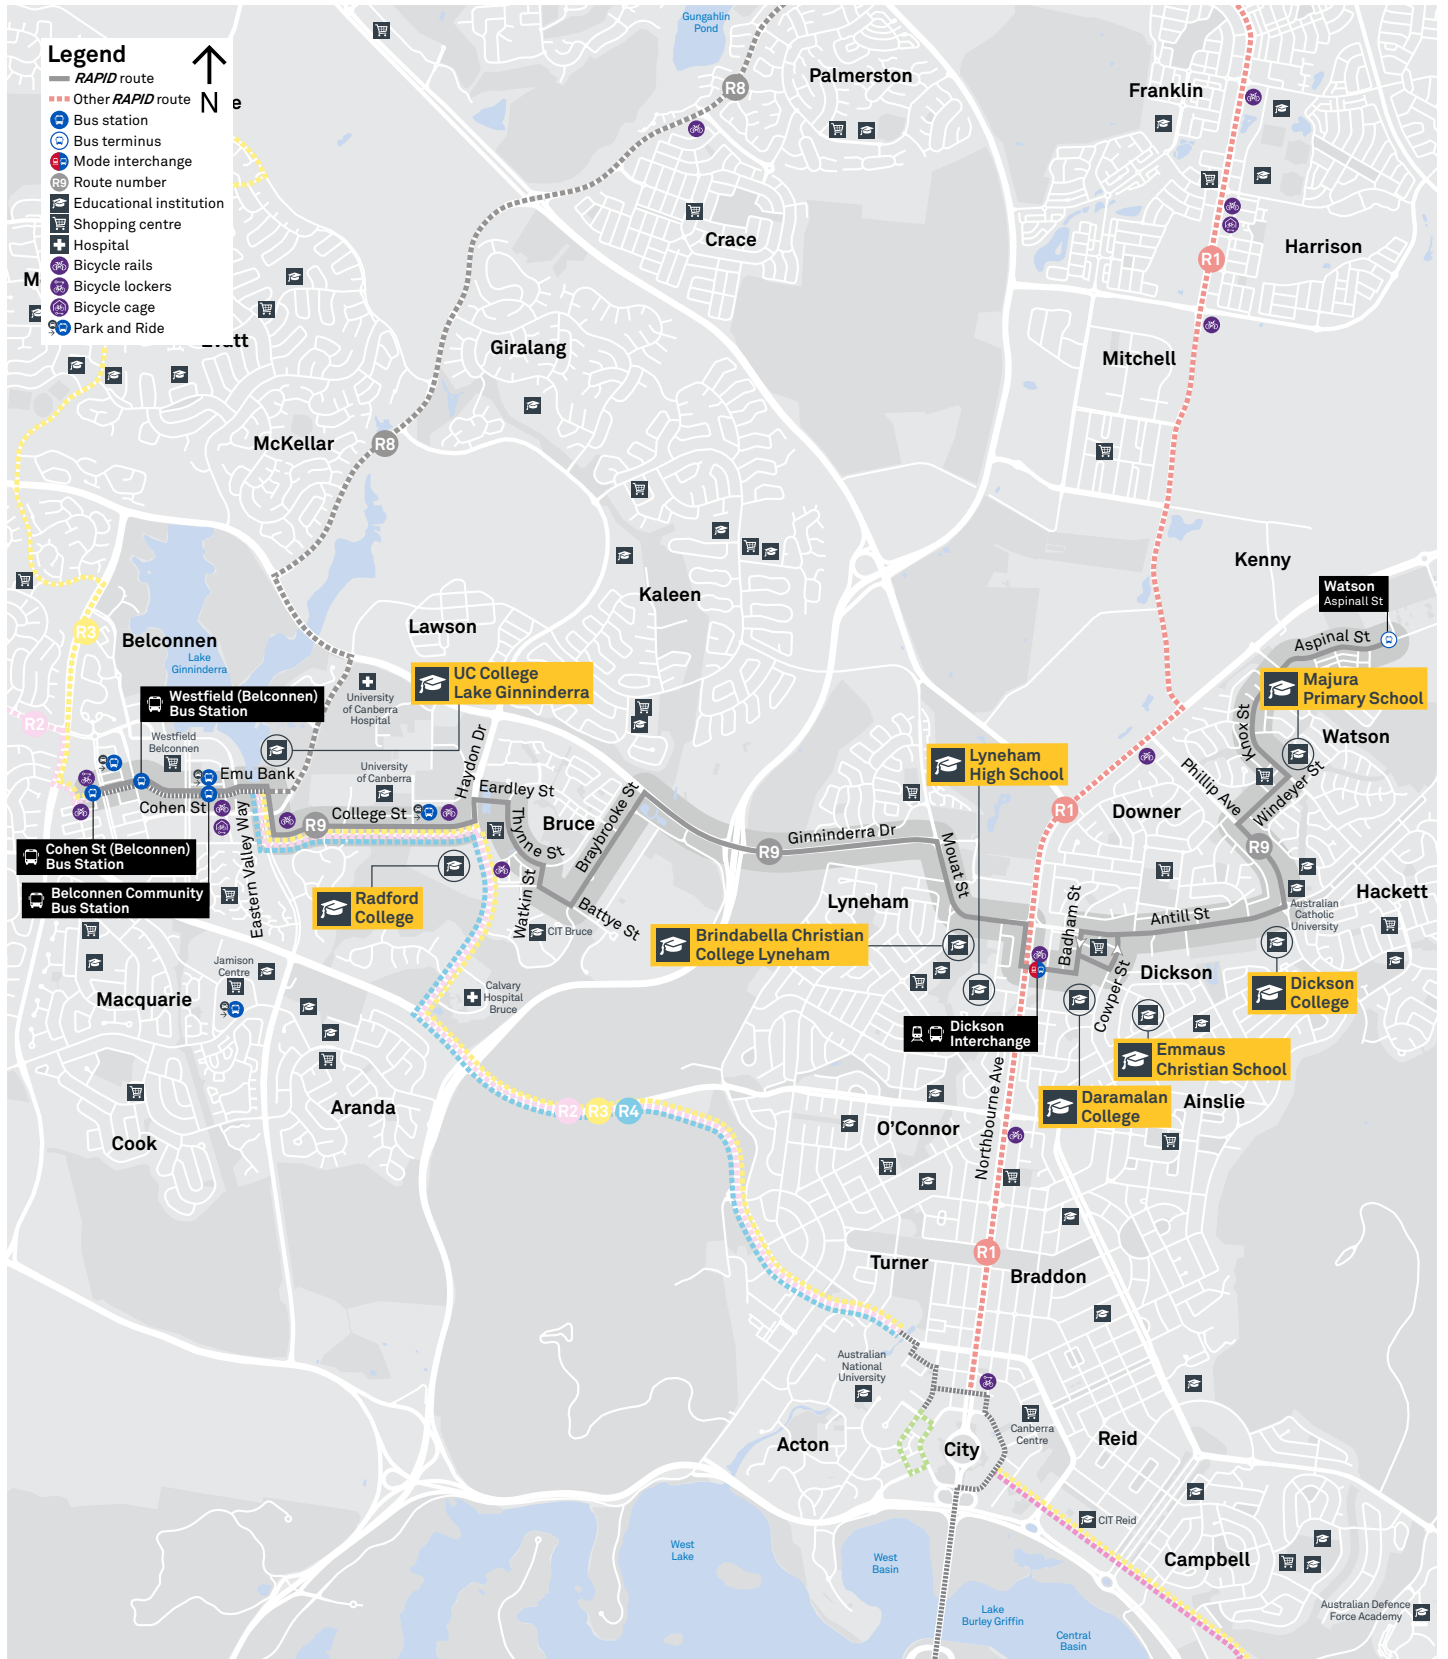 Legend
RAPID route
Other RAPID route
Bus station
Bus terminus
Mode interchange
R9 Route number
Educational institution
Shopping centre
Hospital
Bicycle rails
Bicycle lockers
Bicycle cage
Park and Ride
N
e
M
Evatt
Gungahlin
Pond
R8
Palmerston
Franklin
Crace
R1
Harrison
Giralang
Mitchell
McKellar
R8
Kenny
Kaleen
Watson
Aspinall St
Lawson
R3
Belconnen
Lake
Ginninderra
Aspinal St
UC College
Lake Ginninderra
University
of Canberra
Hospital
Westfield (Belconnen)
Bus Station
Majura
Primary School
R2
Westfield
Belconnen
Knox St
Watson
Haydon Dr
Lyneham
High School
Emu Bank
University
of Canberra
Phillip Ave
Windeyer St
Cohen St
Eardley St
College St
R9
Thynne St
Bruce
Braybrooke St
R1
Downer
Ginninderra Dr
R9
Mouat St
R9
Cohen St (Belconnen)
Bus Station
Eastern Valley Way
Belconnen Community
Bus Station
Radford
College
Watkin St
Battye St
Lyneham
Badham St
Antill St
Hackett
Australian
Catholic
University
CIT Bruce
Brindabella Christian
College Lyneham
Jamison
Centre
Macquarie
Calvary
Hospital
Bruce
Dickson
Cowper St
Dickson
College
Dickson
Interchange
Emmaus
Christian School
Northbourne Ave
Daramalan
College
Ainslie
Aranda
R2
R3
R4
O'Connor
Cook
Turner
R1
Braddon
Australian
National
University
Canberra
Centre
Acton
City
Reid
CIT Reid
West
Lake
West
Basin
Campbell
Lake
Burley Griffin
Central
Basin
Australian Defence
Force Academy